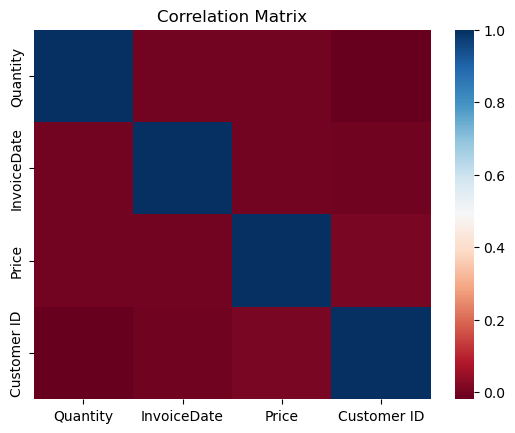 Correlation Matrix
Quantity
InvoiceDate
Price
Customer ID
Quantity InvoiceDate Price Customer ID
1.0
0.8
0.6
0.4
0.2
0.0